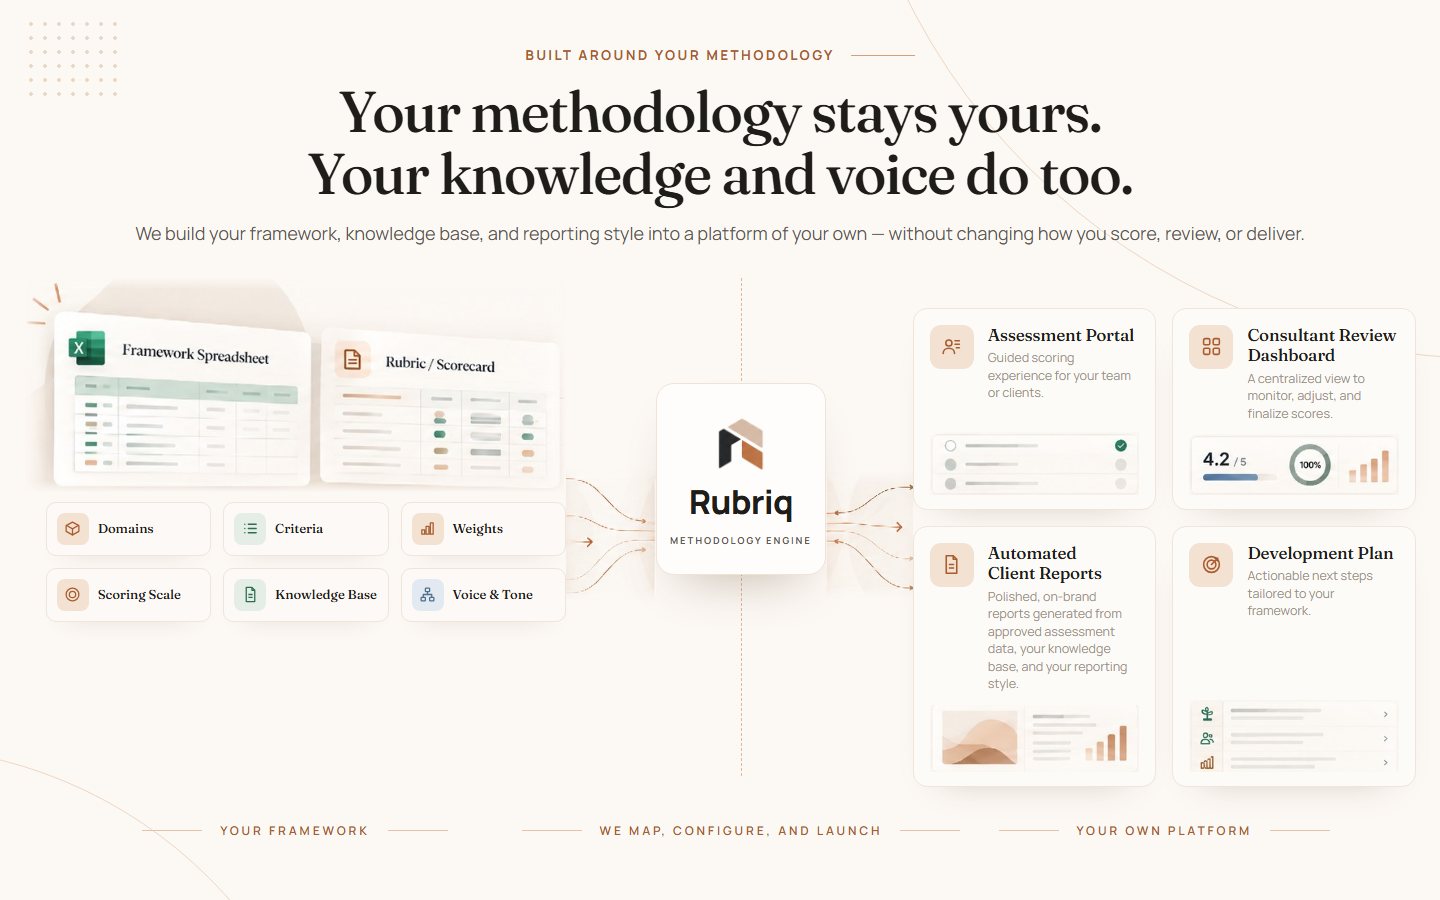 BUILT AROUND YOUR METHODOLOGY
Your methodology stays yours.
Your knowledge and voice do too.
We build your framework, knowledge base, and reporting style into a platform of your own — without changing how you score, review, or deliver.
X
Framework Spreadsheet
Rubric / Scorecard
Domains
Criteria
Weights
Scoring Scale
Knowledge Base
Voice & Tone
Rubriq
METHODOLOGY ENGINE
Assessment Portal
Guided scoring
experience for your team
or clients.
Consultant Review
Dashboard
A centralized view to
monitor, adjust, and
finalize scores.
4.2 / 5
100%
Automated
Client Reports
Polished, on-brand
reports generated from
approved assessment
data, your knowledge
base, and your reporting
style.
Development Plan
Actionable next steps
tailored to your
framework.
YOUR FRAMEWORK
WE MAP, CONFIGURE, AND LAUNCH
YOUR OWN PLATFORM